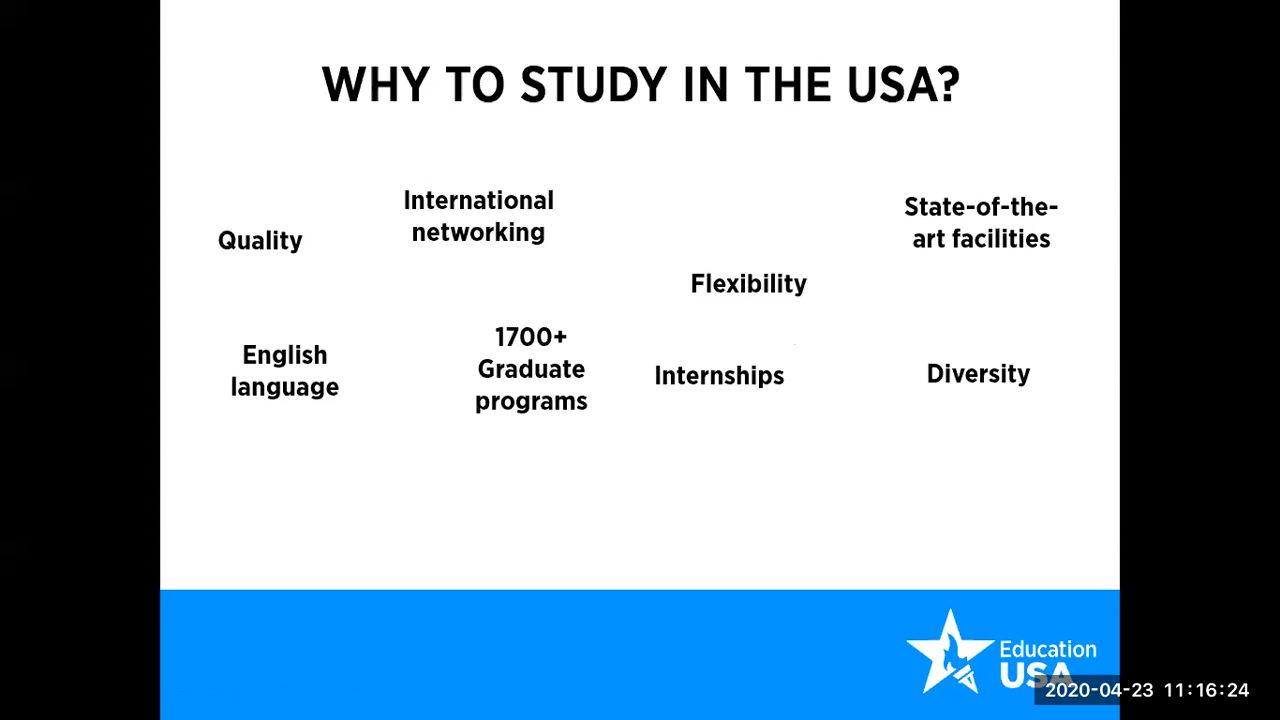 WHY TO STUDY IN THE USA?
Quality
International
networking
Flexibility
State-of-the-
art facilities
English
language
1700+
Graduate
programs
Internships
Diversity
Education
USA
2020-04-23 11:16:24